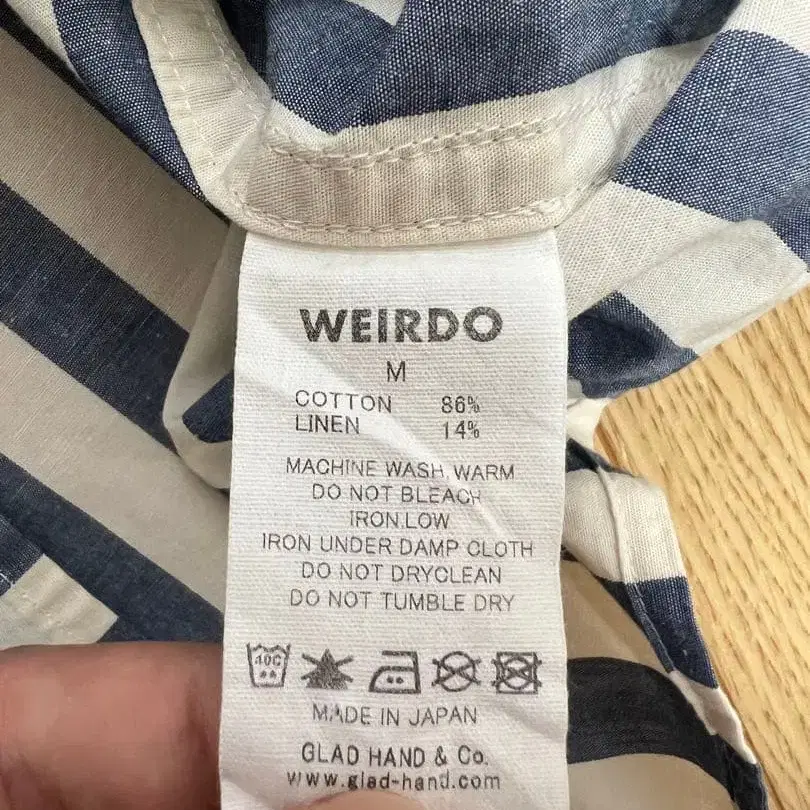 WEIRDO
M
COTTON 86%
LINEN 14%
MACHINE WASH, WARM
DO NOT BLEACH
IRON,LOW
IRON UNDER DAMP CLOTH
DO NOT DRYCLEAN
DO NOT TUMBLE DRY
40C
MADE IN JAPAN
GLAD HAND & Co.
www.glad-hand.com